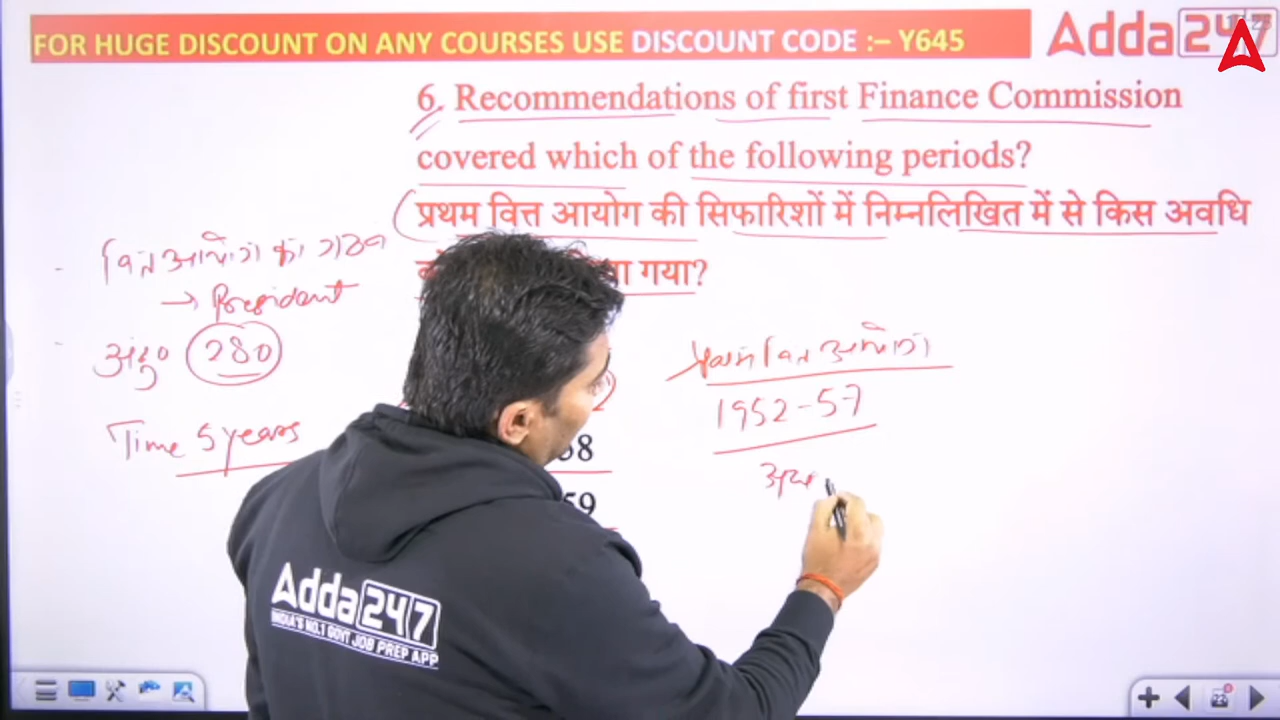 FOR HUGE DISCOUNT ON ANY COURSES USE DISCOUNT CODE :– Y645
Adda247
6. Recommendations of first Finance Commission
covered which of the following periods?
प्रथम वित्त आयोग की सिफारिशों में निम्नलिखित में से किस अवधि
गया?
वित्त आयोग का गठन
→ President
अनु० 280
Time 5 years
58
59
प्रथम वित्त आयोग
1952-57
अध्य
Adda247
INDIA'S NO.1 GOVT JOB PREP APP